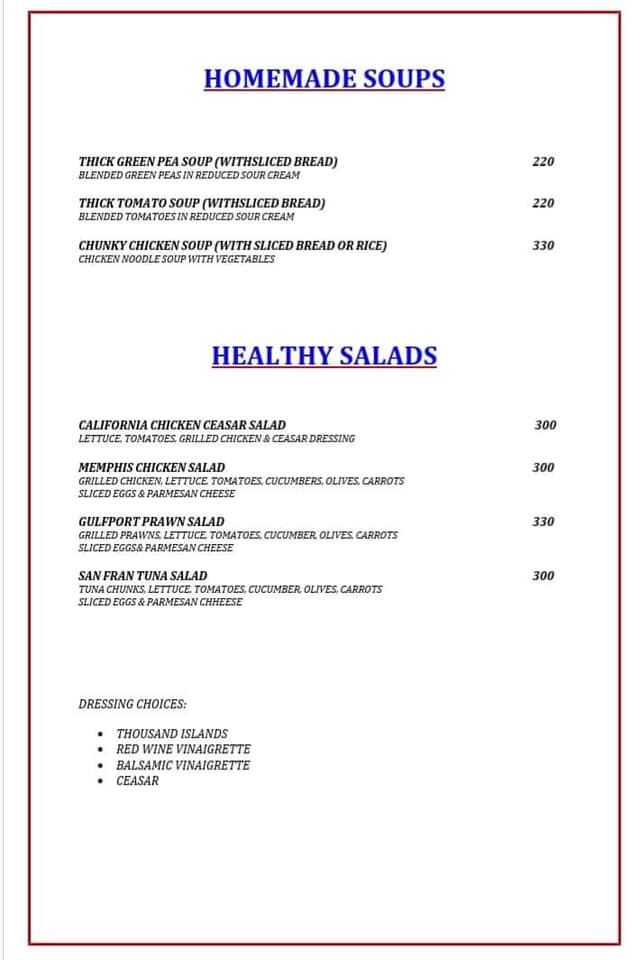 HOMEMADE SOUPS
THICK GREEN PEA SOUP (WITHSLICED BREAD) 220
BLENDED GREEN PEAS IN REDUCED SOUR CREAM
THICK TOMATO SOUP (WITHSLICED BREAD) 220
BLENDED TOMATOES IN REDUCED SOUR CREAM
CHUNKY CHICKEN SOUP (WITH SLICED BREAD OR RICE) 330
CHICKEN NOODLE SOUP WITH VEGETABLES
HEALTHY SALADS
CALIFORNIA CHICKEN CEASAR SALAD 300
LETTUCE, TOMATOES, GRILLED CHICKEN & CEASAR DRESSING
MEMPHIS CHICKEN SALAD 300
GRILLED CHICKEN, LETTUCE, TOMATOES, CUCUMBERS, OLIVES, CARROTS
SLICED EGGS & PARMESAN CHEESE
GULFPORT PRAWN SALAD 330
GRILLED PRAWNS, LETTUCE, TOMATOES, CUCUMBER, OLIVES, CARROTS
SLICED EGGS& PARMESAN CHEESE
SAN FRAN TUNA SALAD 300
TUNA CHUNKS, LETTUCE, TOMATOES, CUCUMBER, OLIVES, CARROTS
SLICED EGGS & PARMESAN CHHEESE
DRESSING CHOICES:
• THOUSAND ISLANDS
• RED WINE VINAIGRETTE
• BALSAMIC VINAIGRETTE
• CEASAR